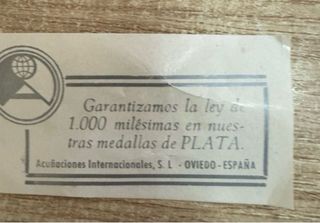 Garantizamos la ley de
1.000 milésimas en nues-
tras medallas de PLATA.
Acuñaciones Internacionales, S. L - OVIEDO - ESPAÑA